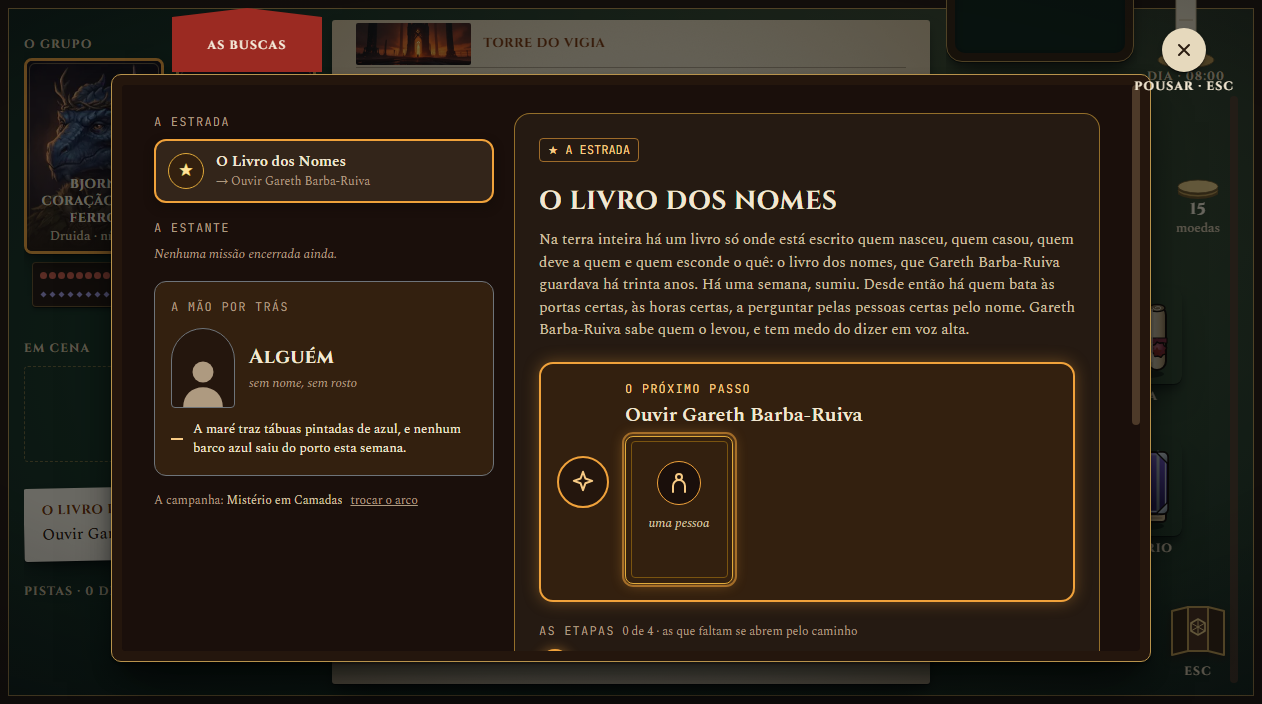 O GRUPO
AS BUSCAS
TORRE DO VIGIA
DIA · 08:00
POUSAR · ESC
BJORN
CORAÇÃO
FERRO
Druida
15
moedas
EM CENA
O LIVRO
Ouvir
PISTAS · 0
ESC
A ESTRADA
O Livro dos Nomes
→ Ouvir Gareth Barba-Ruiva
A ESTANTE
Nenhuma missão encerrada ainda.
A MÃO POR TRÁS
ALGUÉM
sem nome, sem rosto
A maré traz tábuas pintadas de azul, e nenhum
barco azul saiu do porto esta semana.
A campanha: Mistério em Camadas trocar o arco
★ A ESTRADA
O LIVRO DOS NOMES
Na terra inteira há um livro só onde está escrito quem nasceu, quem casou, quem
deve a quem e quem esconde o quê: o livro dos nomes, que Gareth Barba-Ruiva
guardava há trinta anos. Há uma semana, sumiu. Desde então há quem bata às
portas certas, às horas certas, a perguntar pelas pessoas certas pelo nome. Gareth
Barba-Ruiva sabe quem o levou, e tem medo do dizer em voz alta.
O PRÓXIMO PASSO
Ouvir Gareth Barba-Ruiva
uma pessoa
AS ETAPAS 0 de 4 · as que faltam se abrem pelo caminho